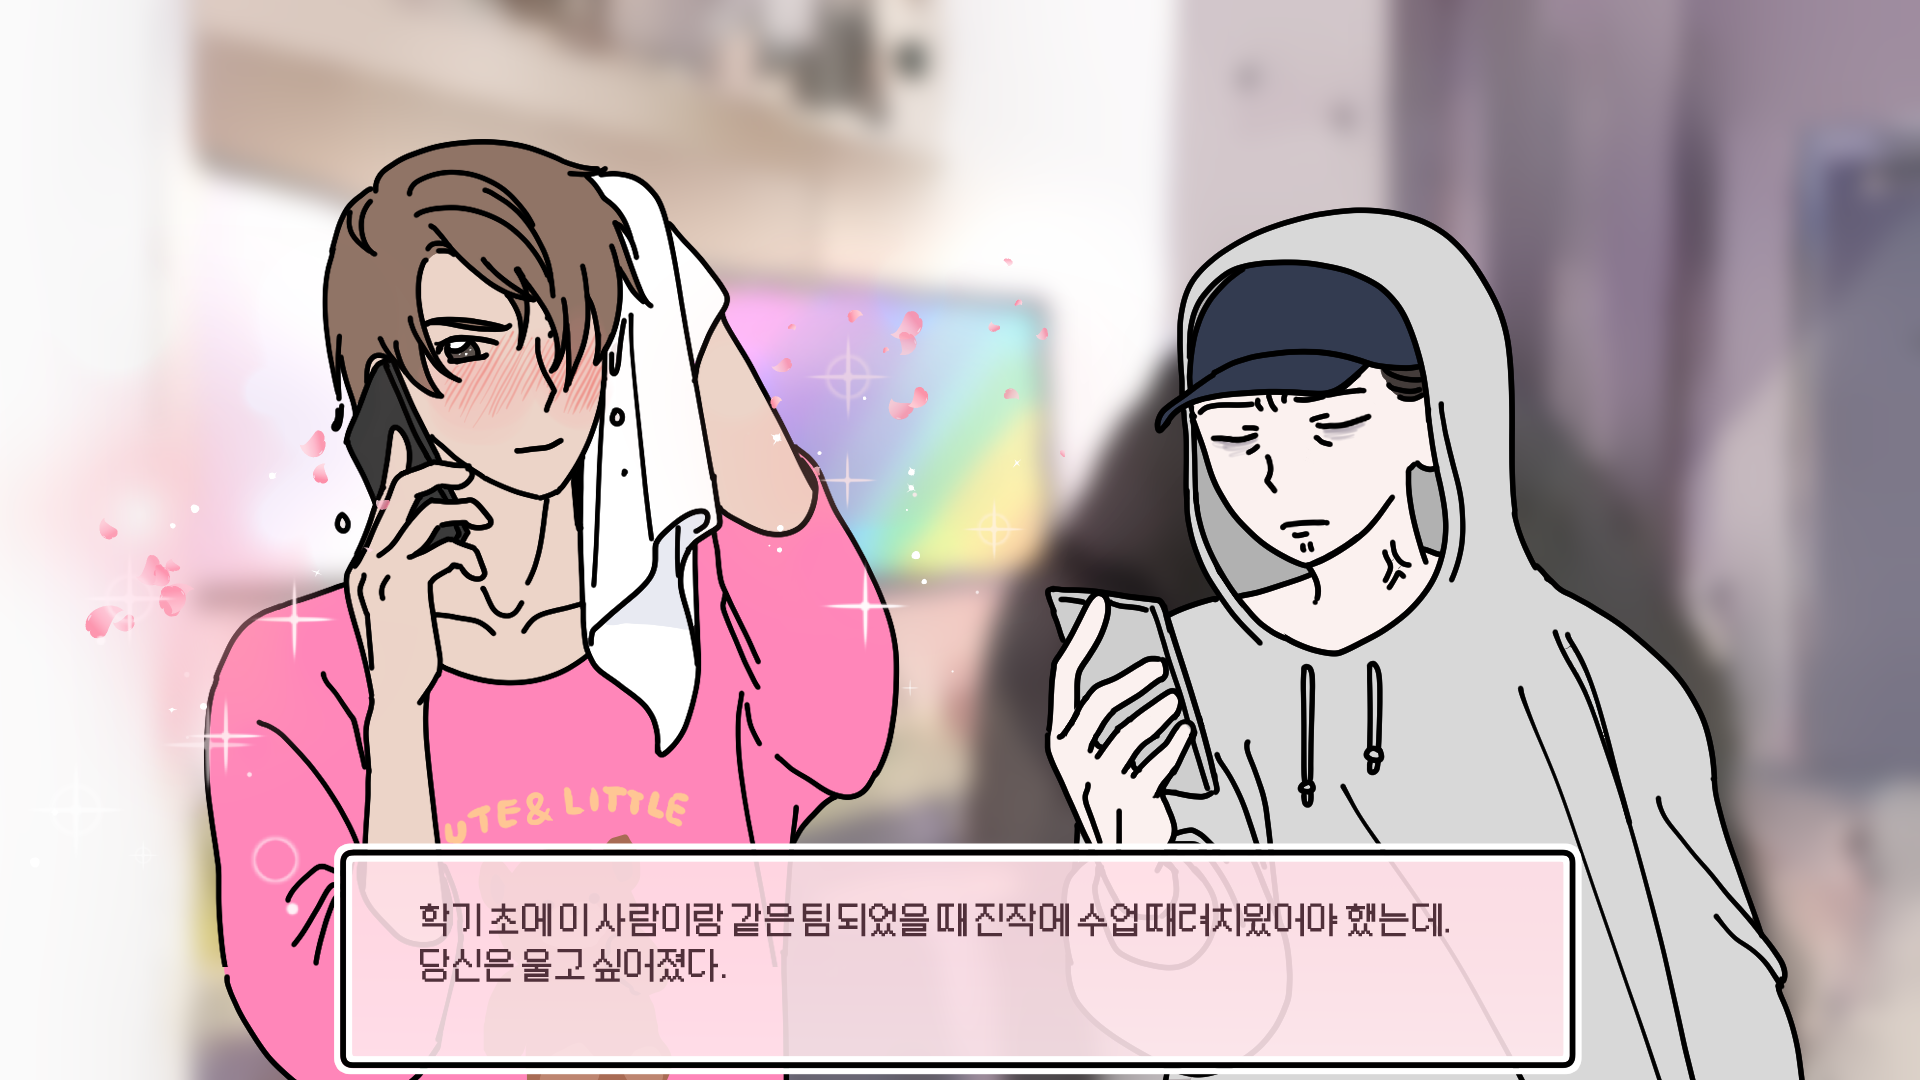 UTE & LITTLE
학기 초에 이 사람이랑 같은 팀 되었을 때 진작에 수업 때려치웠어야 했는데.
당신은 울고 싶어졌다.